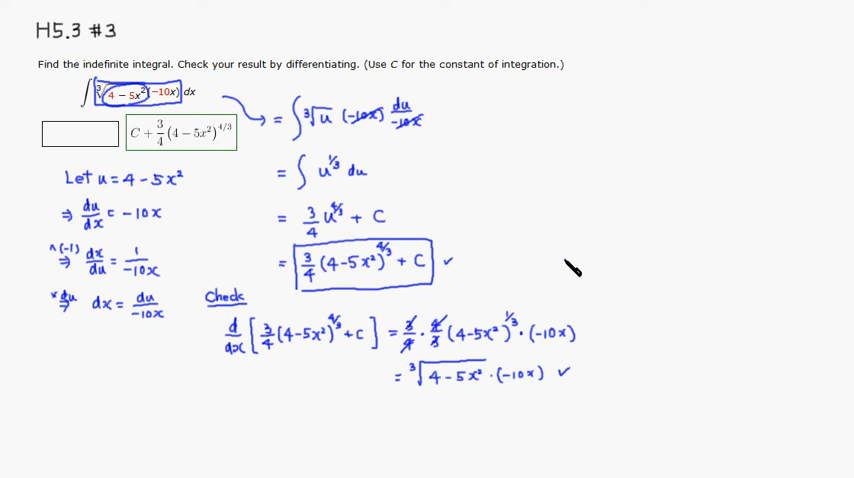 H5.3 #3
Find the indefinite integral. Check your result by differentiating. (Use C for the constant of integration.)
∫ ∛(4 − 5x²) (−10x) dx
C + 3/4 (4 − 5x²)^4/3
Let u = 4 − 5x²
⇒ du/dx = −10x
^(−1) ⇒ dx/du = 1/−10x
×du ⇒ dx = du/−10x
= ∫ ∛u (−10x) du/−10x
= ∫ u^1/3 du
= 3/4 u^4/3 + C
= 3/4 (4−5x²)^4/3 + C ✓
Check
d/dx [3/4 (4−5x²)^4/3 + C] = 3/4 · 4/3 (4−5x²)^1/3 · (−10x)
= ∛(4−5x²) · (−10x) ✓